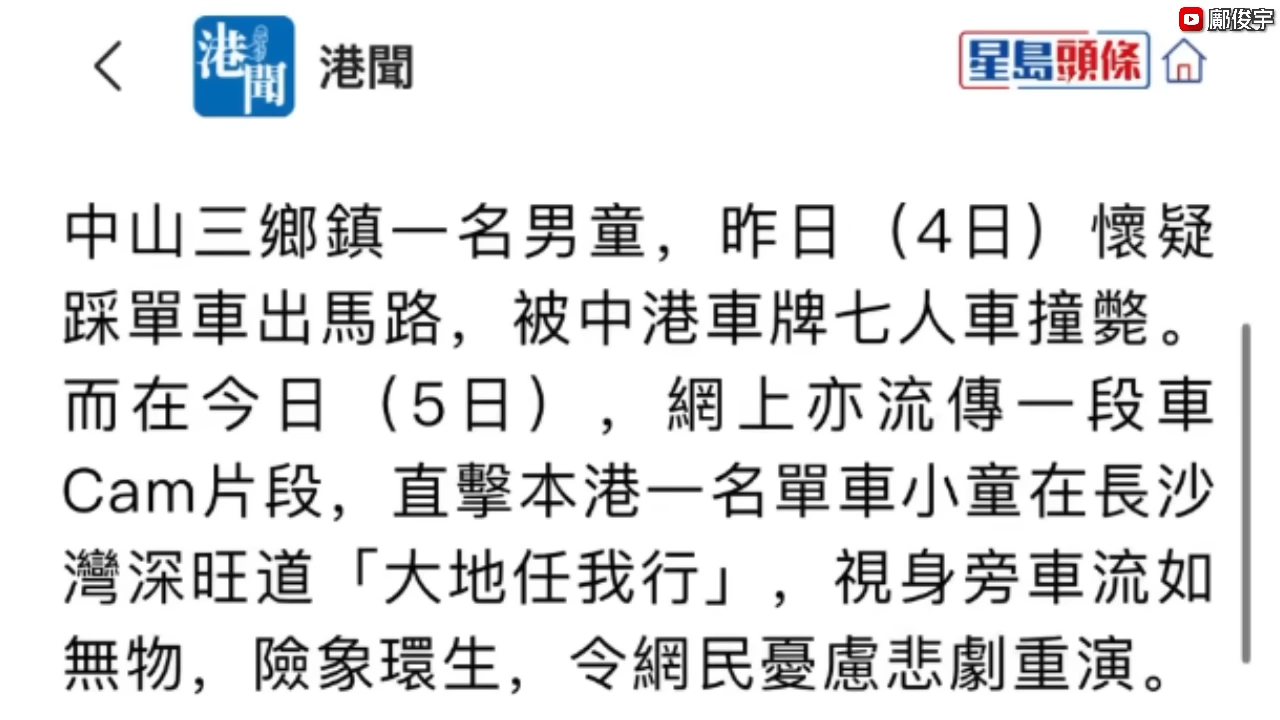 鄺俊宇
港聞
港聞
星島頭條
中山三鄉鎮一名男童，昨日（4日）懷疑
踩單車出馬路，被中港車牌七人車撞斃。
而在今日（5日），網上亦流傳一段車
Cam片段，直擊本港一名單車小童在長沙
灣深旺道「大地任我行」，視身旁車流如
無物，險象環生，令網民憂慮悲劇重演。